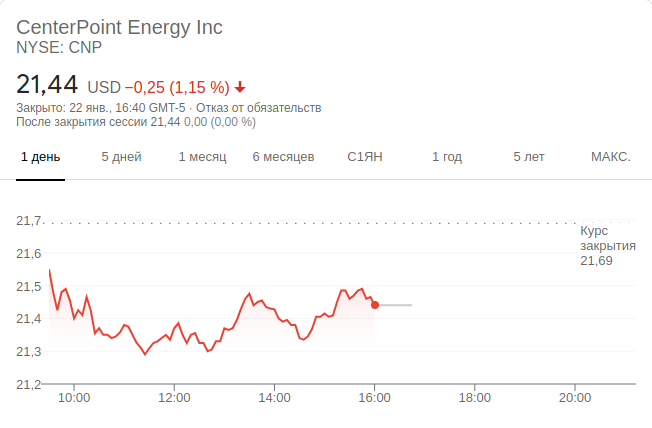 CenterPoint Energy Inc
NYSE: CNP
21,44 USD −0,25 (1,15 %)
Закрыто: 22 янв., 16:40 GMT-5 · Отказ от обязательств
После закрытия сессии 21,44 0,00 (0,00 %)
1 день 5 дней 1 месяц 6 месяцев С1ЯН 1 год 5 лет МАКС.
21,7
Курс
закрытия
21,69
21,6
21,5
21,4
21,3
21,2
10:00 12:00 14:00 16:00 18:00 20:00